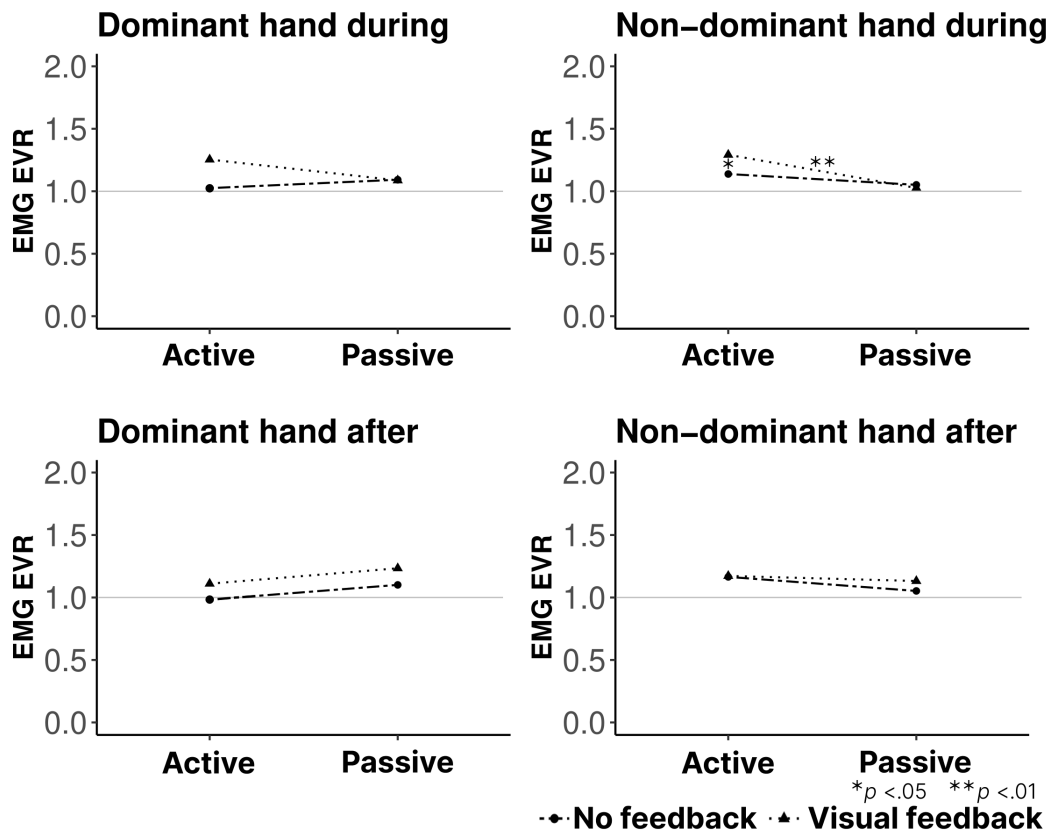 Dominant hand during
EMG EVR
2.0
1.5
1.0
0.5
0.0
Active Passive
Non–dominant hand during
EMG EVR
2.0
1.5
1.0
0.5
0.0
*
**
Active Passive
Dominant hand after
EMG EVR
2.0
1.5
1.0
0.5
0.0
Active Passive
Non–dominant hand after
EMG EVR
2.0
1.5
1.0
0.5
0.0
Active Passive
*p <.05 **p <.01
No feedback Visual feedback